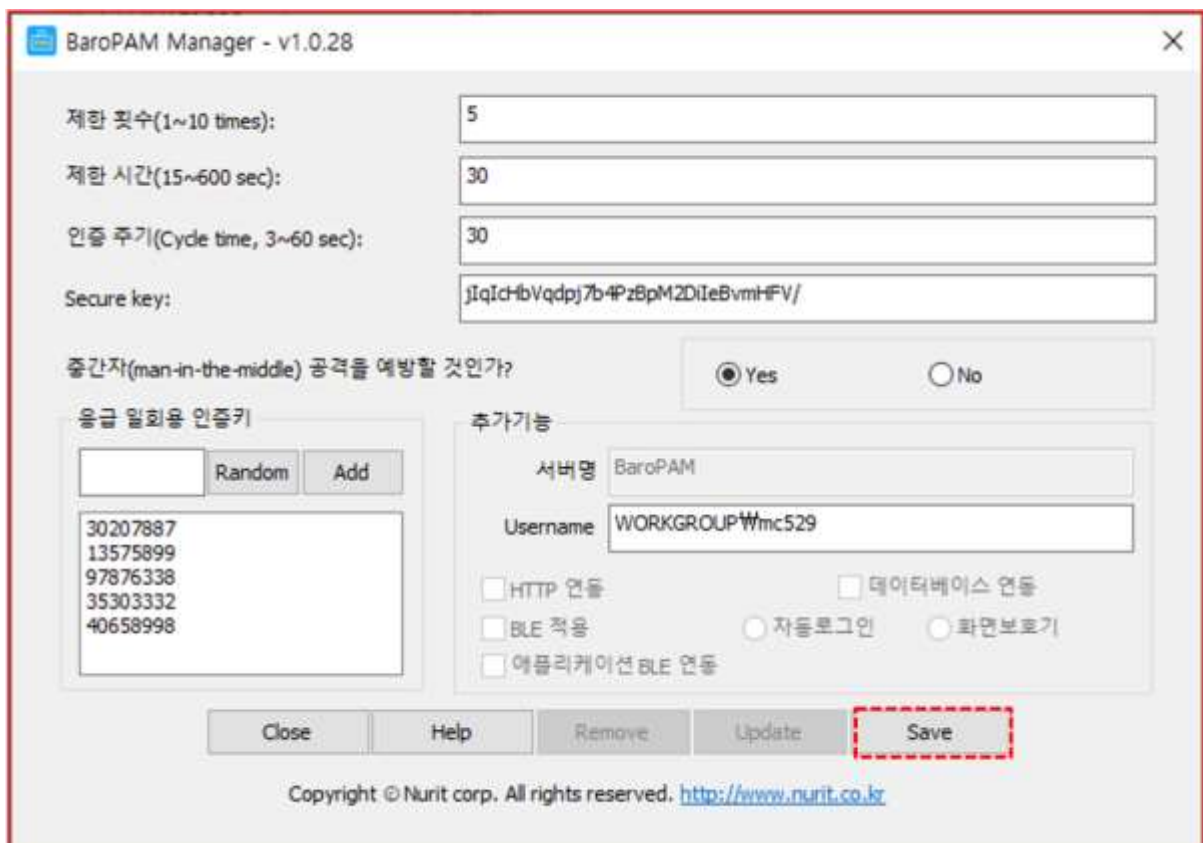 BaroPAM Manager - v1.0.28
제한 횟수(1~10 times):
5
제한 시간(15~600 sec):
30
인증 주기(Cycle time, 3~60 sec):
30
Secure key:
jIqIcHbVqdpj7b4PzBpM2DiIeBvmHFV/
중간자(man-in-the-middle) 공격을 예방할 것인가?
Yes No
응급 일회용 인증키
Random Add
30207887
13575899
97876338
35303332
40658998
추가기능
서버명 BaroPAM
Username WORKGROUP₩mc529
HTTP 연동 데이터베이스 연동
BLE 적용 자동로그인 화면보호기
애플리케이션 BLE 연동
Close Help Remove Update Save
Copyright © Nurit corp. All rights reserved. http://www.nurit.co.kr